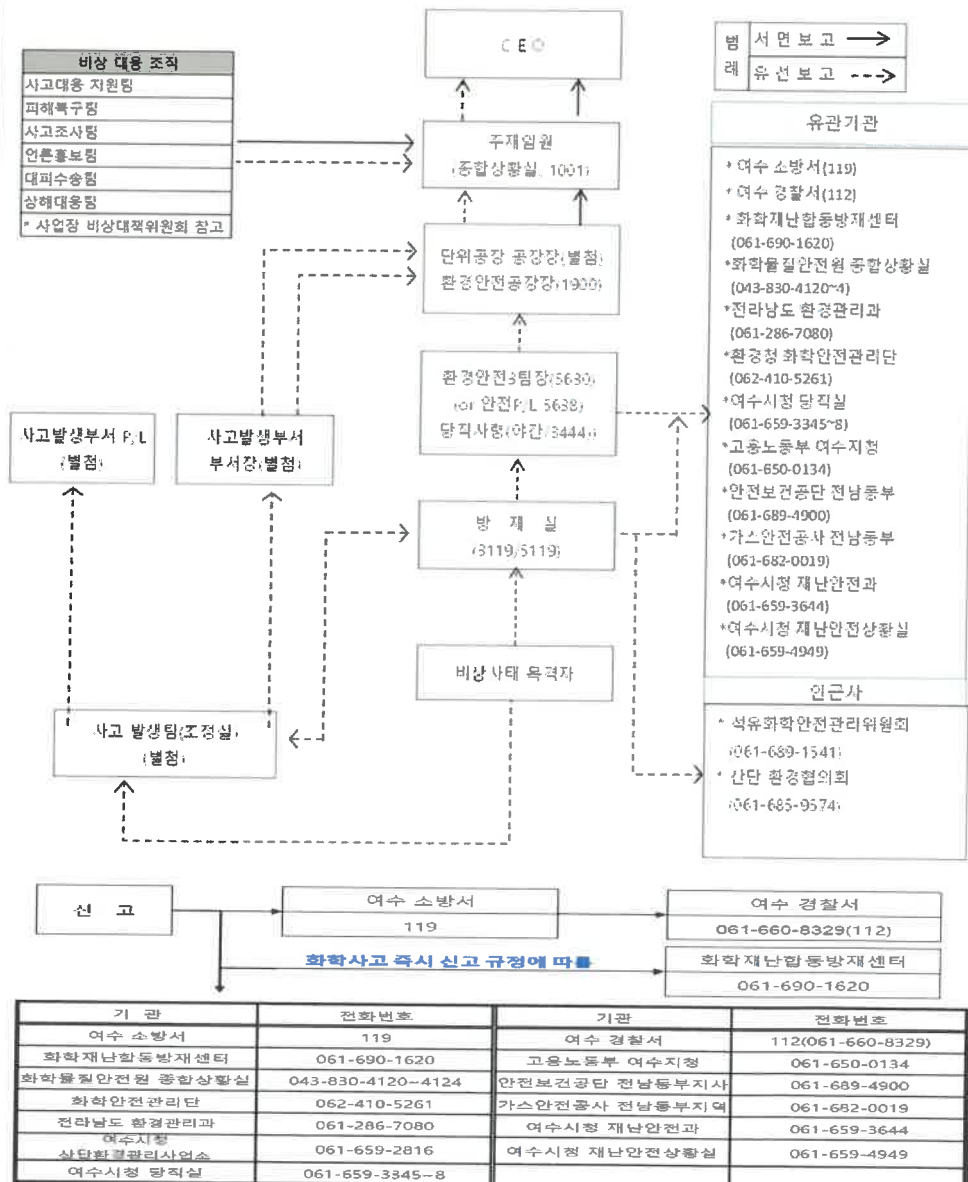 CEO
범례
서면보고
유선보고
비상 대응 조직
사고대응 지원팀
피해복구팀
사고조사팀
언론홍보팀
대피수송팀
상해대응팀
* 사업장 비상대책위원회 참고
주재임원
(종합상황실, 1001)
단위공장 공장장(별첨)
환경안전공장장(1900)
환경안전3팀장(5630)
(or 안전P/L 5638)
당직사령(야간/3444)
사고발생부서 P/L
(별첨)
사고발생부서
부서장(별첨)
방 재 실
(3119/5119)
비상사태 목격자
사고 발생팀(조정실)
(별첨)
유관기관
* 여수 소방서(119)
* 여수 경찰서(112)
* 화학재난합동방재센터
(061-690-1620)
*화학물질안전원 종합상황실
(043-830-4120~4)
*전라남도 환경관리과
(061-286-7080)
*환경청 화학안전관리단
(062-410-5261)
*여수시청 당직실
(061-659-3345~8)
*고용노동부 여수지청
(061-650-0134)
*안전보건공단 전남동부
(061-689-4900)
*가스안전공사 전남동부
(061-682-0019)
*여수시청 재난안전과
(061-659-3644)
*여수시청 재난안전상황실
(061-659-4949)
인근사
* 석유화학안전관리위원회
(061-689-1541)
* 산단 환경협의회
(061-685-9574)
신 고
여수 소방서
119
여수 경찰서
061-660-8329(112)
화학사고 즉시 신고 규정에 따름
화학재난합동방재센터
061-690-1620
기 관 전화번호 기관 전화번호
여수 소방서 119 여수 경찰서 112(061-660-8329)
화학재난합동방재센터 061-690-1620 고용노동부 여수지청 061-650-0134
화학물질안전원 종합상황실 043-830-4120~4124 안전보건공단 전남동부지사 061-689-4900
화학안전관리단 062-410-5261 가스안전공사 전남동부지역 061-682-0019
전라남도 환경관리과 061-286-7080 여수시청 재난안전과 061-659-3644
여수시청
산단환경관리사업소 061-659-2816 여수시청 재난안전상황실 061-659-4949
여수시청 당직실 061-659-3345~8